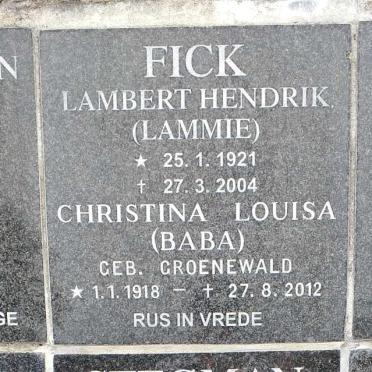 FICK
LAMBERT HENDRIK
(LAMMIE)
★ 25. 1. 1921
† 27. 3. 2004
CHRISTINA LOUISA
(BABA)
GEB. GROENEWALD
★ 1.1. 1918 – † 27. 8. 2012
RUS IN VREDE